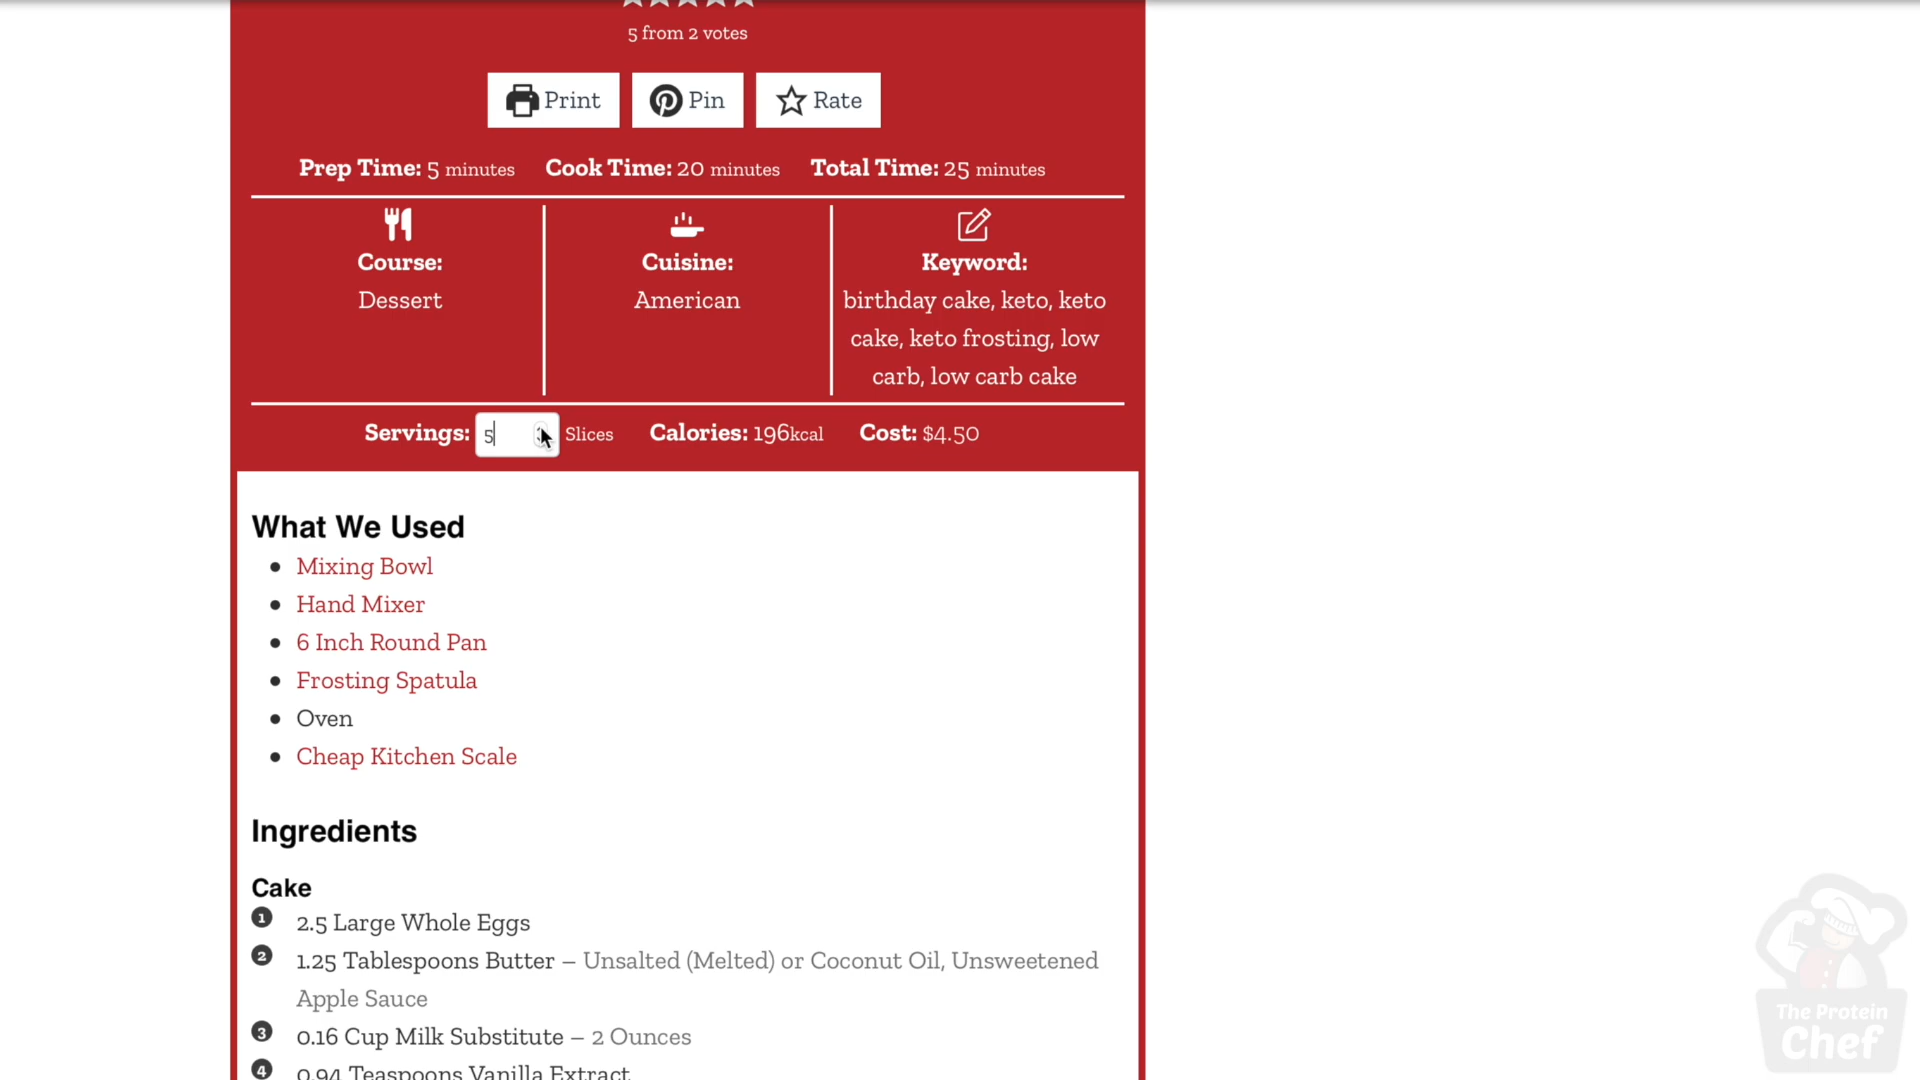 5 from 2 votes
Print Pin Rate
Prep Time: 5 minutes Cook Time: 20 minutes Total Time: 25 minutes
Course:
Dessert
Cuisine:
American
Keyword:
birthday cake, keto, keto
cake, keto frosting, low
carb, low carb cake
Servings: 5 Slices Calories: 196kcal Cost: $4.50
What We Used
Mixing Bowl
Hand Mixer
6 Inch Round Pan
Frosting Spatula
Oven
Cheap Kitchen Scale
Ingredients
Cake
1 2.5 Large Whole Eggs
2 1.25 Tablespoons Butter – Unsalted (Melted) or Coconut Oil, Unsweetened
Apple Sauce
3 0.16 Cup Milk Substitute – 2 Ounces
4 0.94 Teaspoons Vanilla Extract
The Protein
Chef